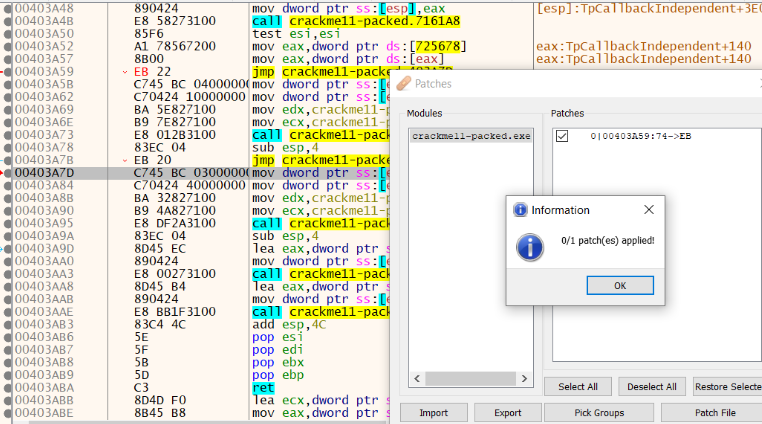 00403A48 890424 mov dword ptr ss:[esp],eax [esp]:TpCallbackIndependent+3E0
00403A4B E8 58273100 call crackme11-packed.7161A8
00403A50 85F6 test esi,esi
00403A52 A1 78567200 mov eax,dword ptr ds:[725678] eax:TpCallbackIndependent+140
00403A57 8B00 mov eax,dword ptr ds:[eax] eax:TpCallbackIndependent+140
00403A59 EB 22 jmp crackme11-packed.403A7D
00403A5B C745 BC 04000000 mov dword ptr ss:[e
00403A62 C70424 10000000 mov dword ptr ss:[e
00403A69 BA 5E827100 mov edx,crackme11-p
00403A6E B9 7E827100 mov ecx,crackme11-p
00403A73 E8 012B3100 call crackme11-pack
00403A78 83EC 04 sub esp,4
00403A7B EB 20 jmp crackme11-packe
00403A7D C745 BC 03000000 mov dword ptr ss:[e
00403A84 C70424 40000000 mov dword ptr ss:[e
00403A8B BA 32827100 mov edx,crackme11-p
00403A90 B9 4A827100 mov ecx,crackme11-p
00403A95 E8 DF2A3100 call crackme11-pack
00403A9A 83EC 04 sub esp,4
00403A9D 8D45 EC lea eax,dword ptr s
00403AA0 890424 mov dword ptr ss:[e
00403AA3 E8 00273100 call crackme11-pack
00403AA8 8D45 B4 lea eax,dword ptr s
00403AAB 890424 mov dword ptr ss:[e
00403AAE E8 BB1F3100 call crackme11-pack
00403AB3 83C4 4C add esp,4C
00403AB6 5E pop esi
00403AB7 5F pop edi
00403AB8 5B pop ebx
00403AB9 5D pop ebp
00403ABA C3 ret
00403ABB 8D4D F0 lea ecx,dword ptr s
00403ABE 8B45 B8 mov eax,dword ptr s
Patches
Modules
crackme11-packed.exe
Patches
0|00403A59:74->EB
Information
0/1 patch(es) applied!
OK
Select All
Deselect All
Restore Selecte
Import
Export
Pick Groups
Patch File